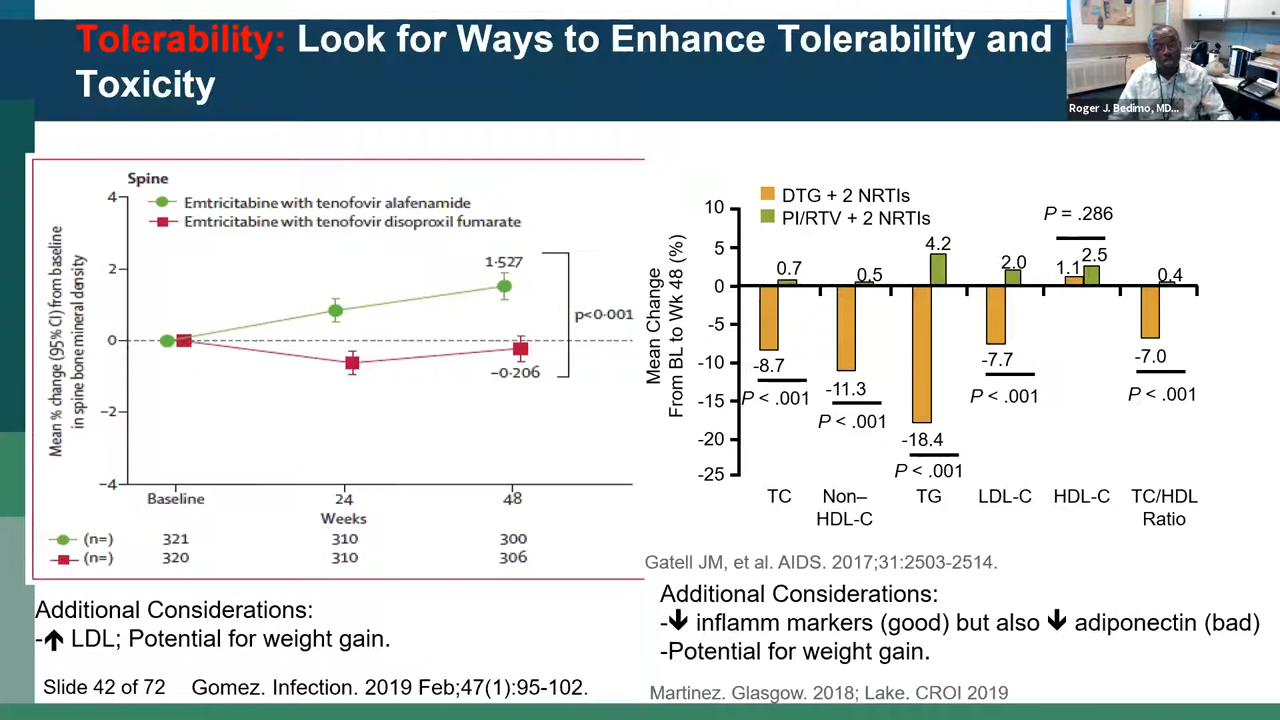 Tolerability: Look for Ways to Enhance Tolerability and
Toxicity
Roger J. Bedimo, MD...
Spine
Emtricitabine with tenofovir alafenamide
Emtricitabine with tenofovir disoproxil fumarate
Mean % change (95% CI) from baseline
in spine bone mineral density
4
2
0
−2
−4
1·527
−0·206
p<0·001
Baseline 24 48
Weeks
(n=) 321 310 300
(n=) 320 310 306
Additional Considerations:
-↑ LDL; Potential for weight gain.
Slide 42 of 72 Gomez. Infection. 2019 Feb;47(1):95-102.
DTG + 2 NRTIs
PI/RTV + 2 NRTIs
Mean Change
From BL to Wk 48 (%)
10
5
0
-5
-10
-15
-20
-25
P = .286
0.7 0.5 4.2 2.0 1.1 2.5 0.4
-8.7 -11.3 -18.4 -7.7 -7.0
P < .001 P < .001 P < .001 P < .001 P < .001
TC Non– TG LDL-C HDL-C TC/HDL
HDL-C Ratio
Gatell JM, et al. AIDS. 2017;31:2503-2514.
Additional Considerations:
-↓ inflamm markers (good) but also ↓ adiponectin (bad)
-Potential for weight gain.
Martinez. Glasgow. 2018; Lake. CROI 2019